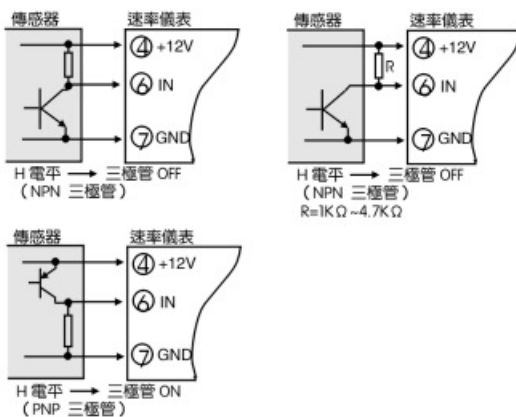 傳感器
速率儀表
④ +12V
⑥ IN
⑦ GND
H 電平 → 三極管 OFF
(NPN 三極管)
傳感器
速率儀表
④ +12V
R
⑥ IN
⑦ GND
H 電平 → 三極管 OFF
(NPN 三極管)
R=1KΩ~4.7KΩ
傳感器
速率儀表
④ +12V
⑥ IN
⑦ GND
H 電平 → 三極管 ON
(PNP 三極管)